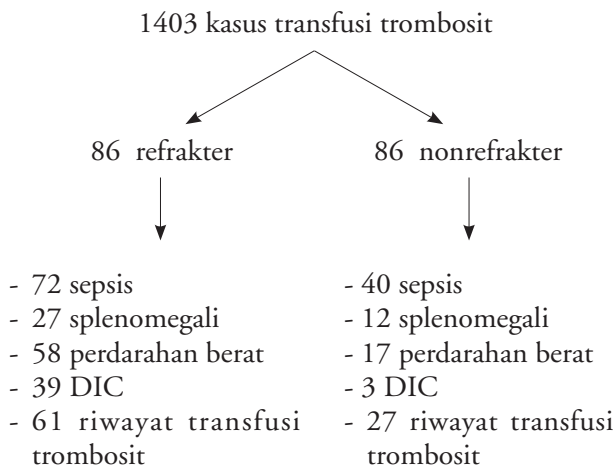 1403 kasus transfusi trombosit
86 refrakter
86 nonrefrakter
- 72 sepsis
- 27 splenomegali
- 58 perdarahan berat
- 39 DIC
- 61 riwayat transfusi
trombosit
- 40 sepsis
- 12 splenomegali
- 17 perdarahan berat
- 3 DIC
- 27 riwayat transfusi
trombosit